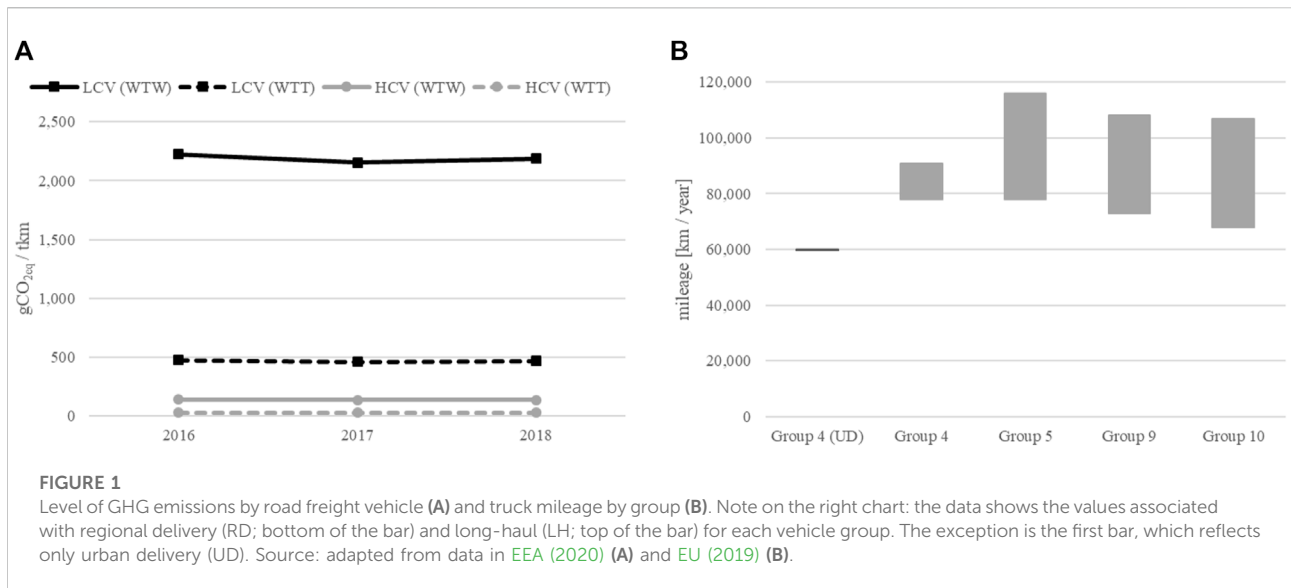 A
LCV (WTW) LCV (WTT) HCV (WTW) HCV (WTT)
2,500
2,000
1,500
1,000
500
0
gCO2eq / tkm
2016 2017 2018
B
120,000
100,000
80,000
60,000
40,000
20,000
0
mileage [km / year]
Group 4 (UD) Group 4 Group 5 Group 9 Group 10
FIGURE 1
Level of GHG emissions by road freight vehicle (A) and truck mileage by group (B). Note on the right chart: the data shows the values associated
with regional delivery (RD; bottom of the bar) and long-haul (LH; top of the bar) for each vehicle group. The exception is the first bar, which reflects
only urban delivery (UD). Source: adapted from data in EEA (2020) (A) and EU (2019) (B).